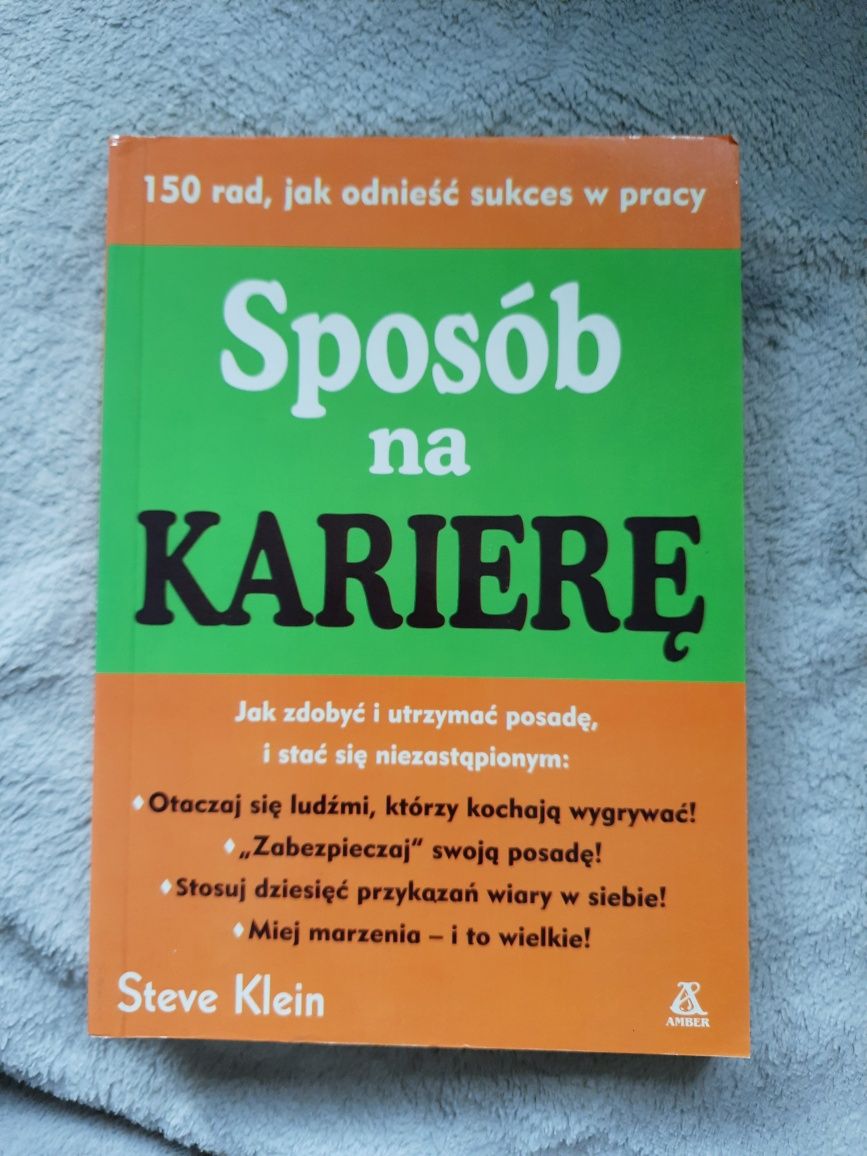 150 rad, jak odnieść sukces w pracy
Sposób
na
KARIERĘ
Jak zdobyć i utrzymać posadę,
i stać się niezastąpionym:
♦Otaczaj się ludźmi, którzy kochają wygrywać!
♦„Zabezpieczaj” swoją posadę!
♦Stosuj dziesięć przykazań wiary w siebie!
♦Miej marzenia – i to wielkie!
Steve Klein
AMBER